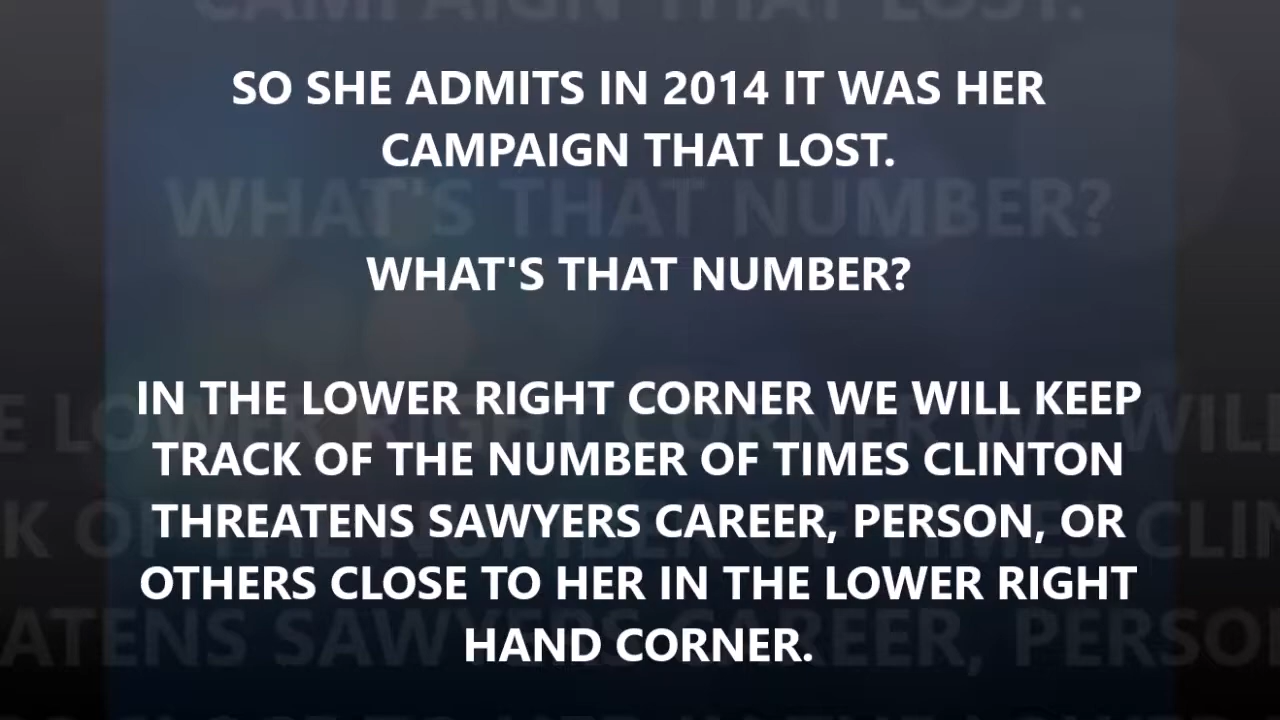 SO SHE ADMITS IN 2014 IT WAS HER
CAMPAIGN THAT LOST.
WHAT'S THAT NUMBER?
IN THE LOWER RIGHT CORNER WE WILL KEEP
TRACK OF THE NUMBER OF TIMES CLINTON
THREATENS SAWYERS CAREER, PERSON, OR
OTHERS CLOSE TO HER IN THE LOWER RIGHT
HAND CORNER.